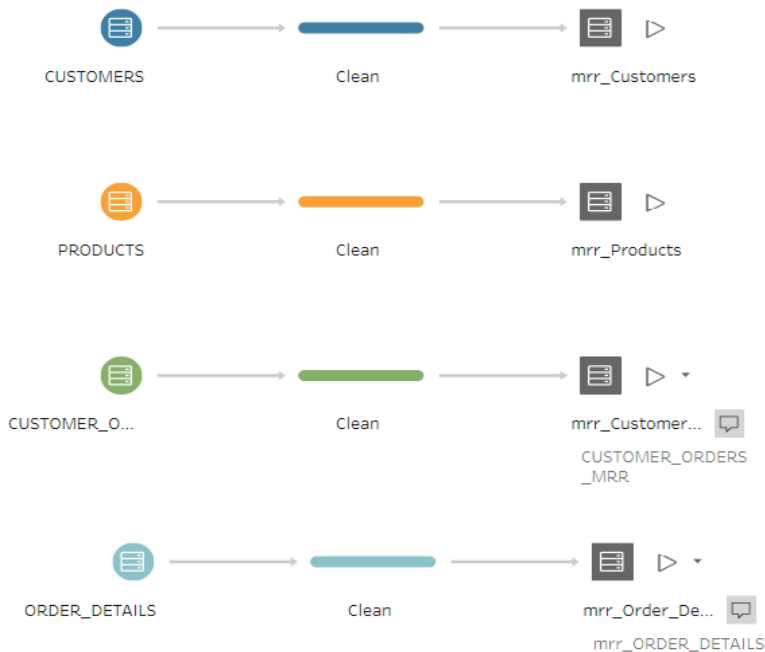 CUSTOMERS Clean mrr_Customers
PRODUCTS Clean mrr_Products
CUSTOMER_O... Clean mrr_Customer...
CUSTOMER_ORDERS
_MRR
ORDER_DETAILS Clean mrr_Order_De...
mrr_ORDER_DETAILS